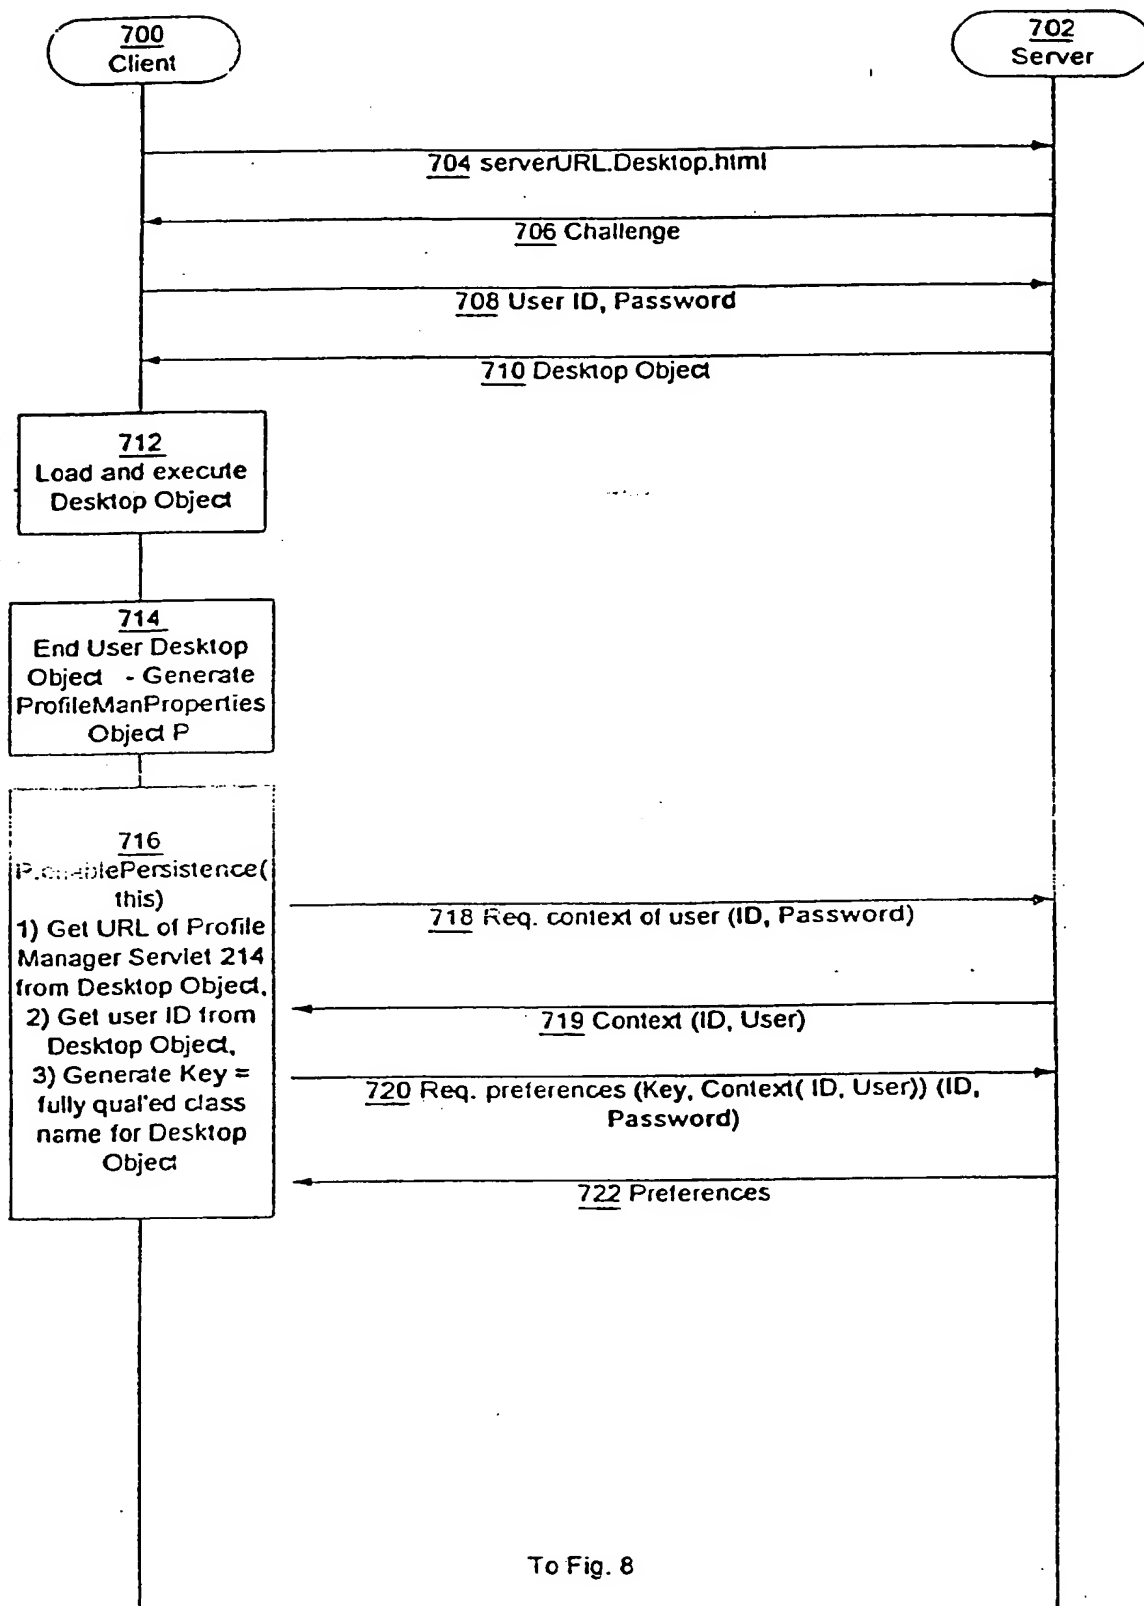 700
Client
702
Server
704 serverURL.Desktop.html
706 Challenge
708 User ID, Password
710 Desktop Object
712
Load and execute
Desktop Object
714
End User Desktop
Object - Generate
ProfileManProperties
Object P
716
P.enablePersistence(
this)
1) Get URL of Profile
Manager Servlet 214
from Desktop Object,
2) Get user ID from
Desktop Object,
3) Generate Key =
fully qual'ed class
name for Desktop
Object
718 Req. context of user (ID, Password)
719 Context (ID, User)
720 Req. preferences (Key, Context( ID, User)) (ID,
Password)
722 Preferences
To Fig. 8